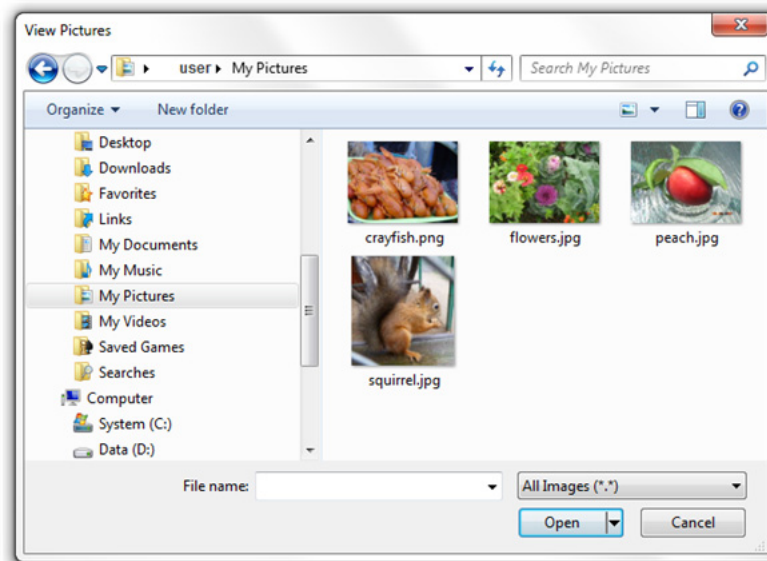 View Pictures
user My Pictures
Search My Pictures
Organize New folder
Desktop
Downloads
Favorites
Links
My Documents
My Music
My Pictures
My Videos
Saved Games
Searches
Computer
System (C:)
Data (D:)
crayfish.png flowers.jpg peach.jpg
squirrel.jpg
File name: All Images (*.*)
Open Cancel